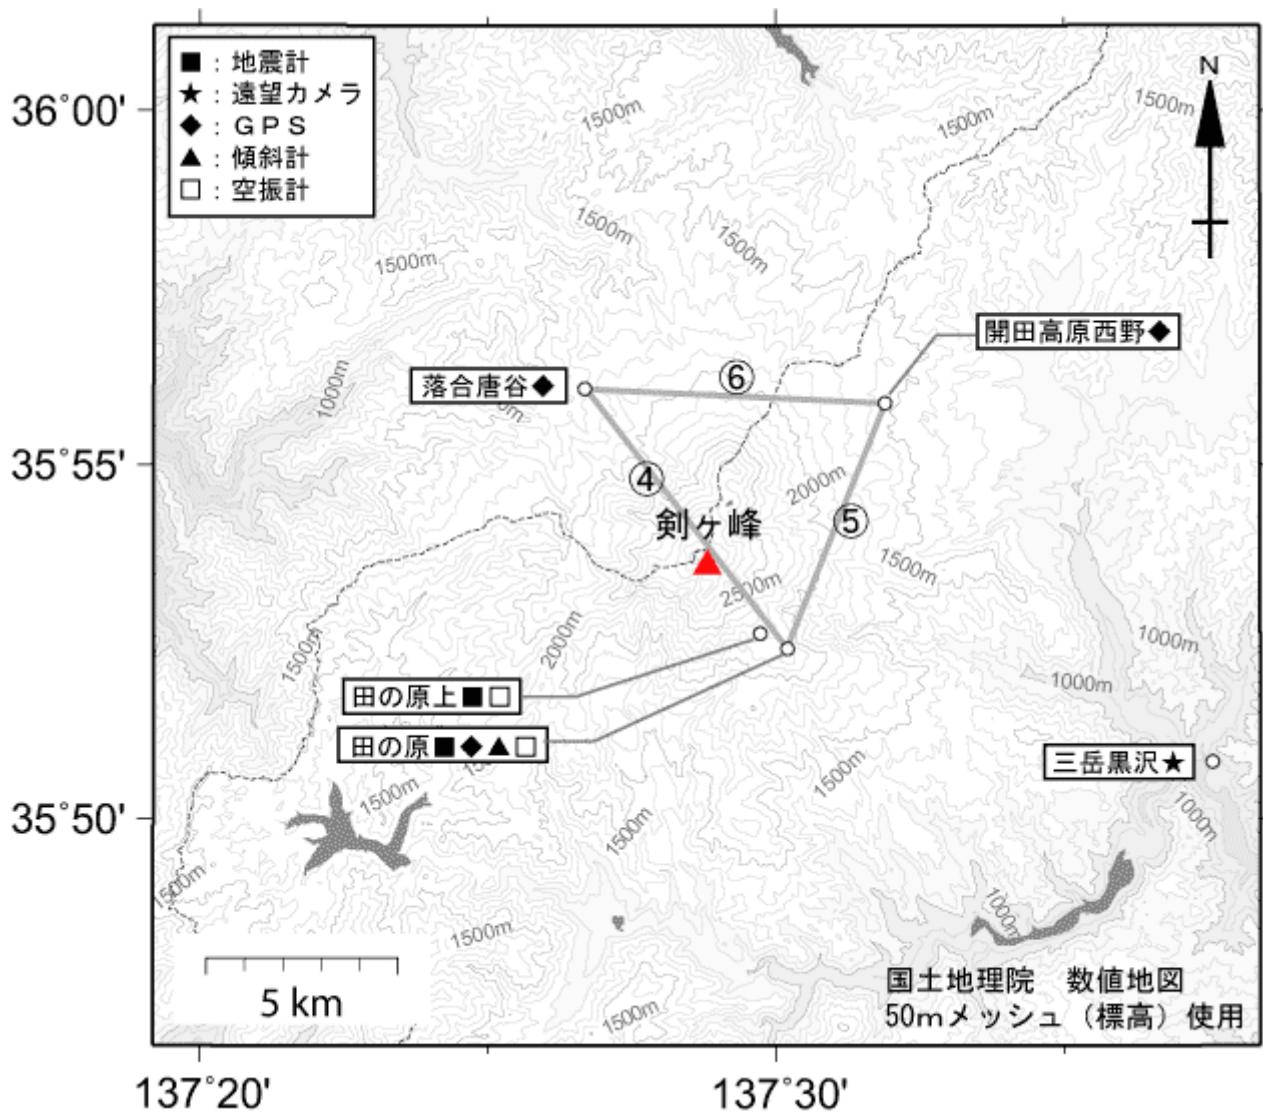 ■：地震計
★：遠望カメラ
◆：ＧＰＳ
▲：傾斜計
□：空振計
N
36°00'
35°55'
35°50'
137°20'
137°30'
1500m
1500m
1500m
1500m
1500m
1500m
1000m
開田高原西野◆
落合唐谷◆
⑥
④
⑤
2000m
剣ヶ峰
2500m
1500m
2000m
1500m
1000m
1000m
田の原上■□
田の原■◆▲□
三岳黒沢★
1500m
1500m
1500m
1000m
1500m
1000m
1500m
1500m
5 km
国土地理院　数値地図
50mメッシュ（標高）使用